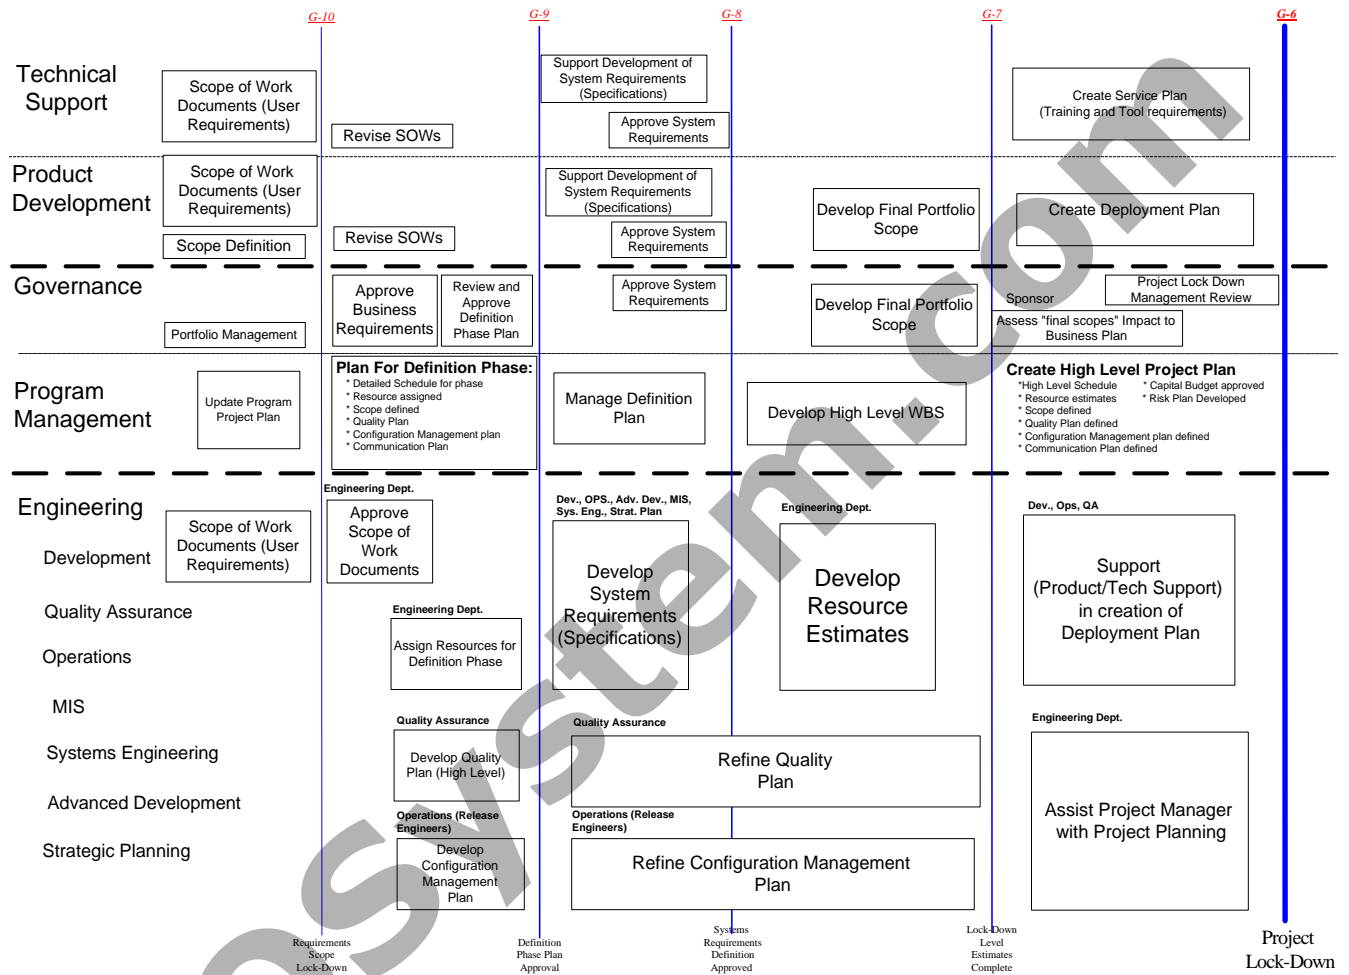 G-10
G-9
G-8
G-7
G-6
Technical
Support
Scope of Work
Documents (User
Requirements)
Revise SOWs
Support Development of
System Requirements
(Specifications)
Approve System
Requirements
Create Service Plan
(Training and Tool requirements)
Product
Development
Scope of Work
Documents (User
Requirements)
Scope Definition
Revise SOWs
Support Development of
System Requirements
(Specifications)
Approve System
Requirements
Develop Final Portfolio
Scope
Create Deployment Plan
Governance
Portfolio Management
Approve
Business
Requirements
Review and
Approve
Definition
Phase Plan
Approve System
Requirements
Develop Final Portfolio
Scope
Sponsor
Project Lock Down
Management Review
Assess "final scopes" Impact to
Business Plan
Program
Management
Update Program
Project Plan
Plan For Definition Phase:
* Detailed Schedule for phase
* Resource assigned
* Scope defined
* Quality Plan
* Configuration Management plan
* Communication Plan
Manage Definition
Plan
Develop High Level WBS
Create High Level Project Plan
*High Level Schedule
* Resource estimates
* Scope defined
* Quality Plan defined
* Configuration Management plan defined
* Communication Plan defined
* Capital Budget approved
* Risk Plan Developed
Engineering
Development
Quality Assurance
Operations
MIS
Systems Engineering
Advanced Development
Strategic Planning
Scope of Work
Documents (User
Requirements)
Engineering Dept.
Approve
Scope of
Work
Documents
Engineering Dept.
Assign Resources for
Definition Phase
Quality Assurance
Develop Quality
Plan (High Level)
Operations (Release
Engineers)
Develop
Configuration
Management
Plan
Dev., OPS., Adv. Dev., MIS,
Sys. Eng., Strat. Plan
Develop
System
Requirements
(Specifications)
Quality Assurance
Refine Quality
Plan
Operations (Release
Engineers)
Refine Configuration Management
Plan
Engineering Dept.
Develop
Resource
Estimates
Dev., Ops, QA
Support
(Product/Tech Support)
in creation of
Deployment Plan
Engineering Dept.
Assist Project Manager
with Project Planning
Requirements
Scope
Lock-Down
Definition
Phase Plan
Approval
Systems
Requirements
Definition
Approved
Lock-Down
Level
Estimates
Complete
Project
Lock-Down
system.com